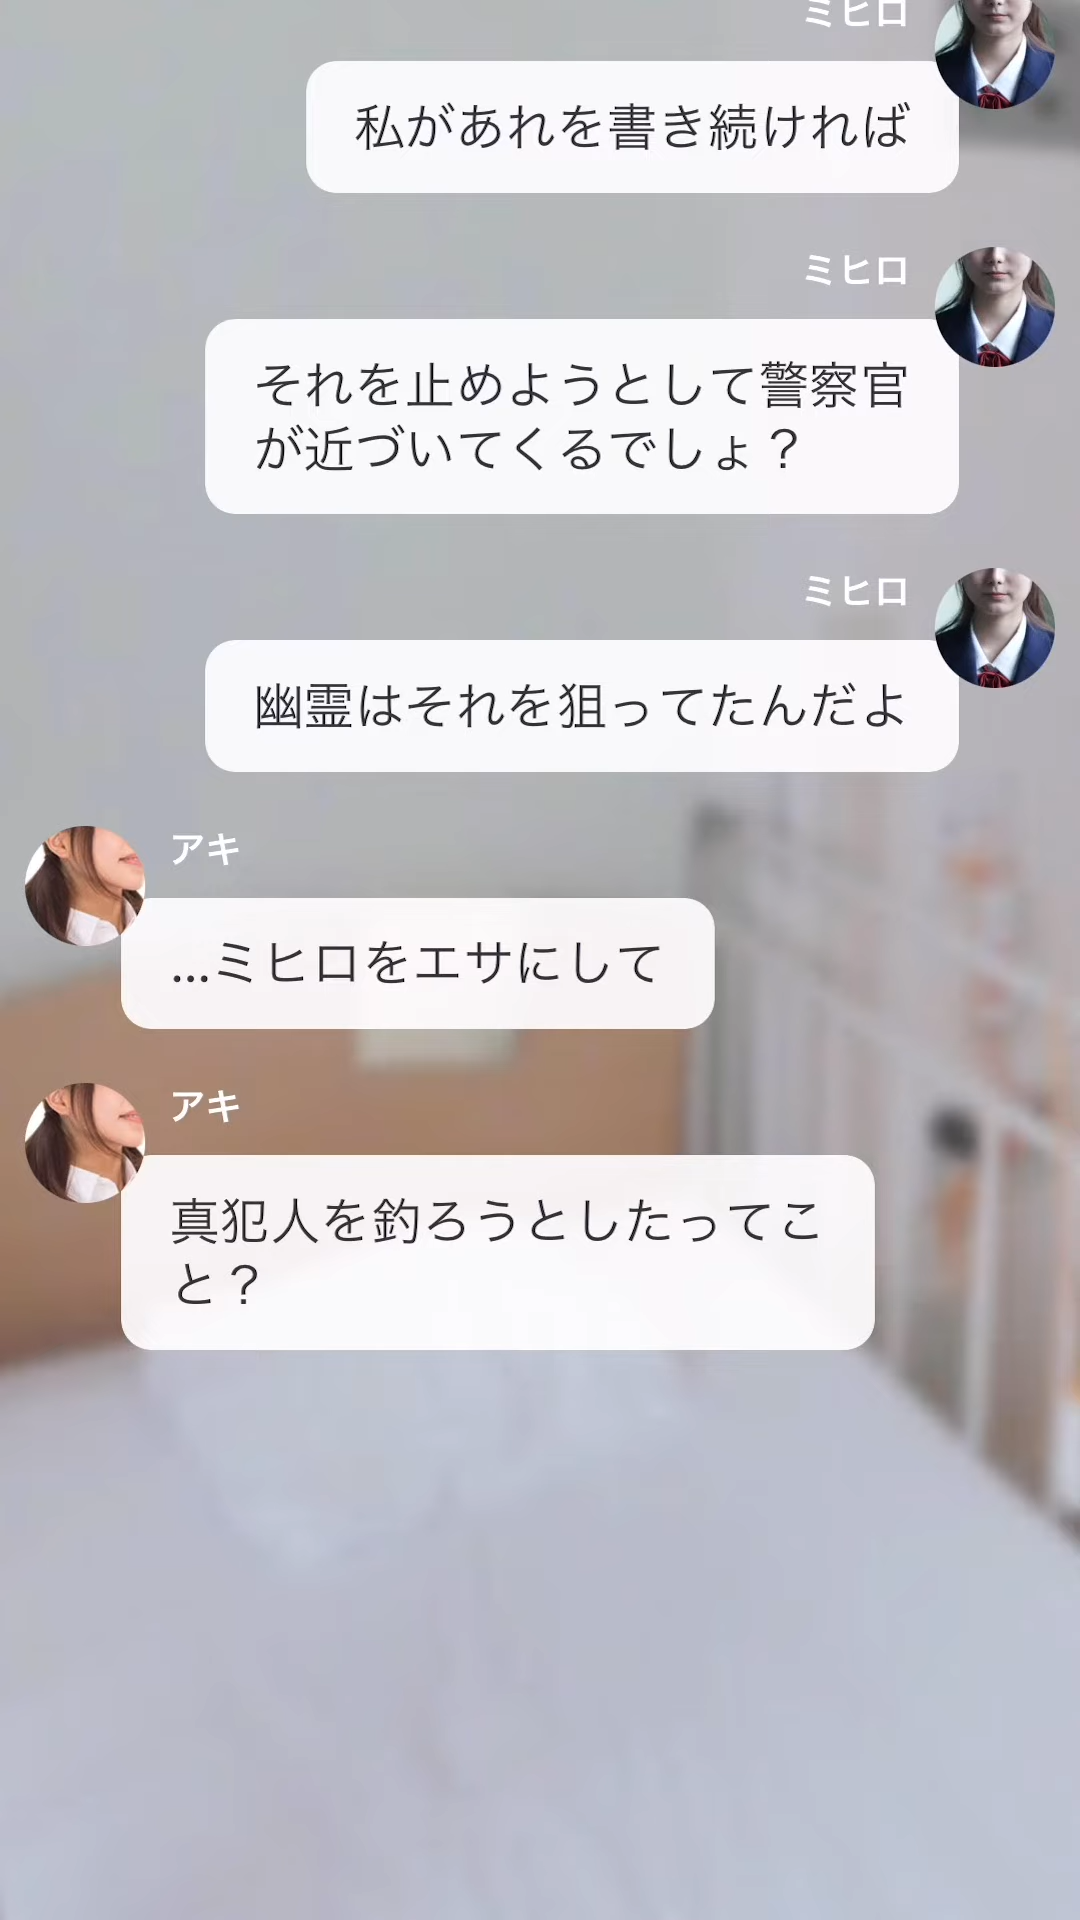 ミヒロ
私があれを書き続ければ
ミヒロ
それを止めようとして警察官
が近づいてくるでしょ？
ミヒロ
幽霊はそれを狙ってたんだよ
アキ
…ミヒロをエサにして
アキ
真犯人を釣ろうとしたってこ
と？